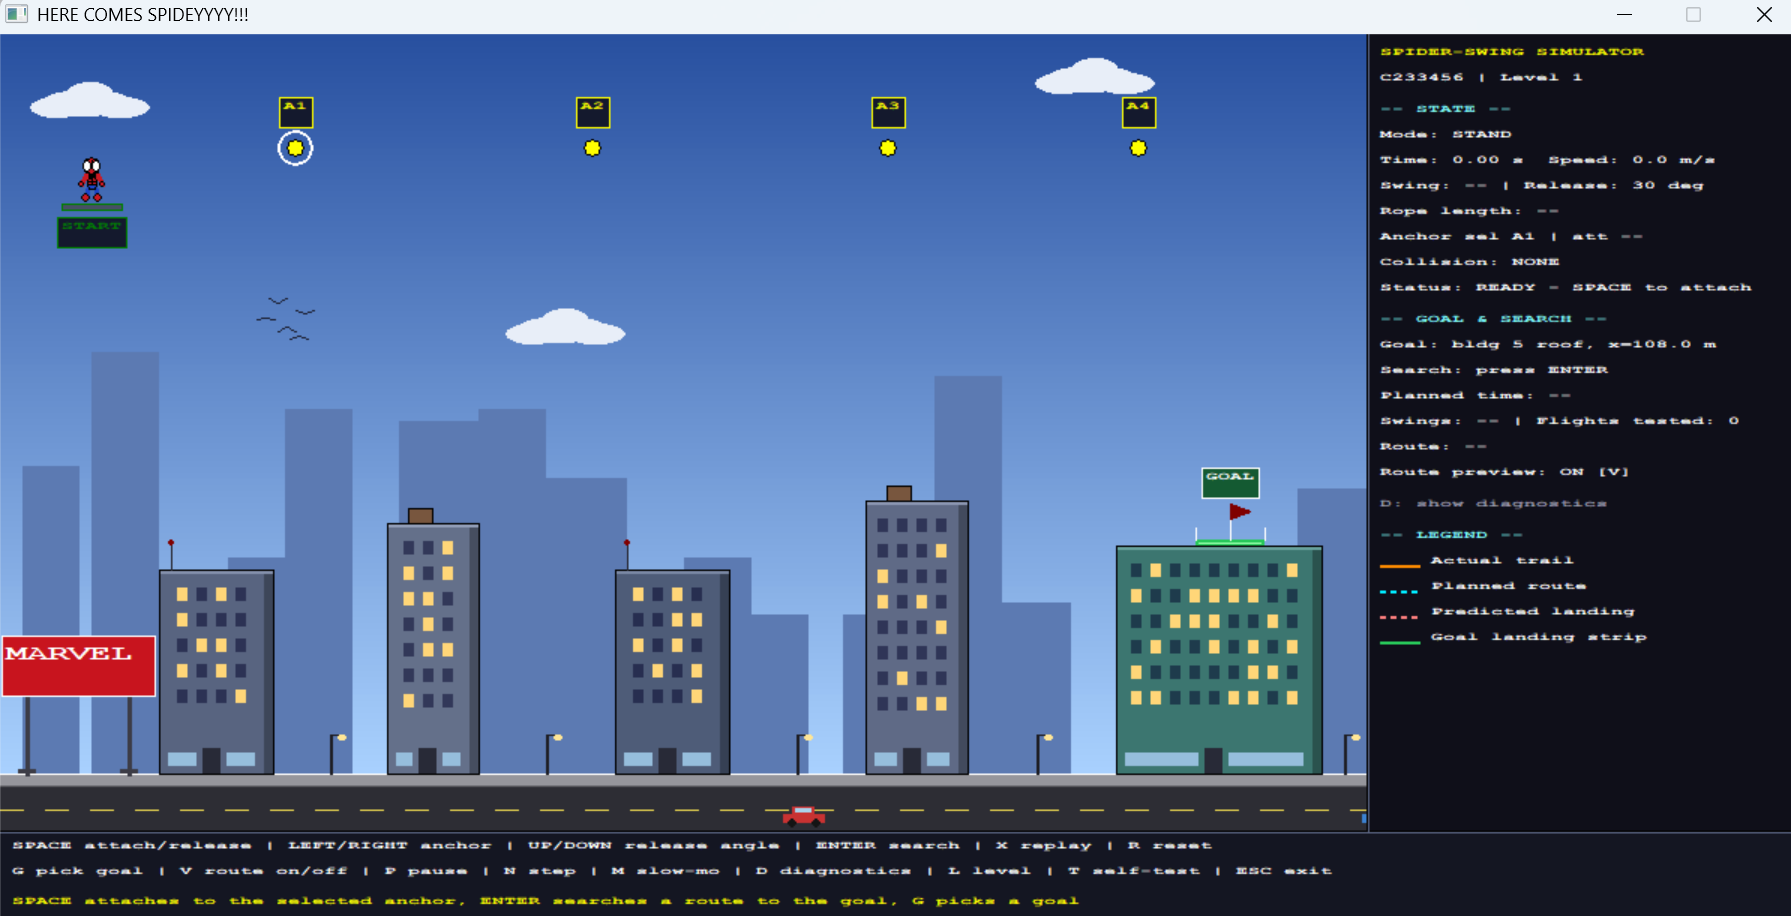 HERE COMES SPIDEYYYY!!!
A1
A2
A3
A4
START
MARVEL
GOAL
SPIDER-SWING SIMULATOR
C233456 | Level 1
-- STATE --
Mode: STAND
Time: 0.00 s  Speed: 0.0 m/s
Swing: -- | Release: 30 deg
Rope length: --
Anchor sel A1 | att --
Collision: NONE
Status: READY - SPACE to attach
-- GOAL & SEARCH --
Goal: bldg 5 roof, x=108.0 m
Search: press ENTER
Planned time: --
Swings: -- | Flights tested: 0
Route: --
Route preview: ON [V]
D: show diagnostics
-- LEGEND --
Actual trail
Planned route
Predicted landing
Goal landing strip
SPACE attach/release | LEFT/RIGHT anchor | UP/DOWN release angle | ENTER search | X replay | R reset
G pick goal | V route on/off | P pause | N step | M slow-mo | D diagnostics | L level | T self-test | ESC exit
SPACE attaches to the selected anchor, ENTER searches a route to the goal, G picks a goal